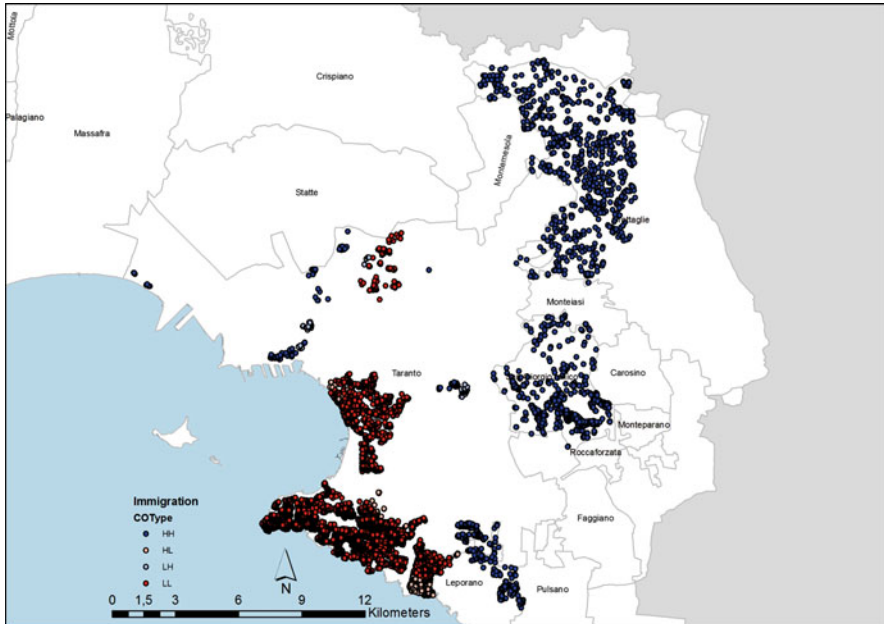 Mottola
Crispiano
Palagiano
Massafra
Montemesola
Statte
Monteiasi
Taranto
Carosino
Monteparano
Roccaforzata
Immigration
COType
HH
HL
LH
LL
Faggiano
N
Leporano
Pulsano
0 1,5 3 6 9 12
Kilometers